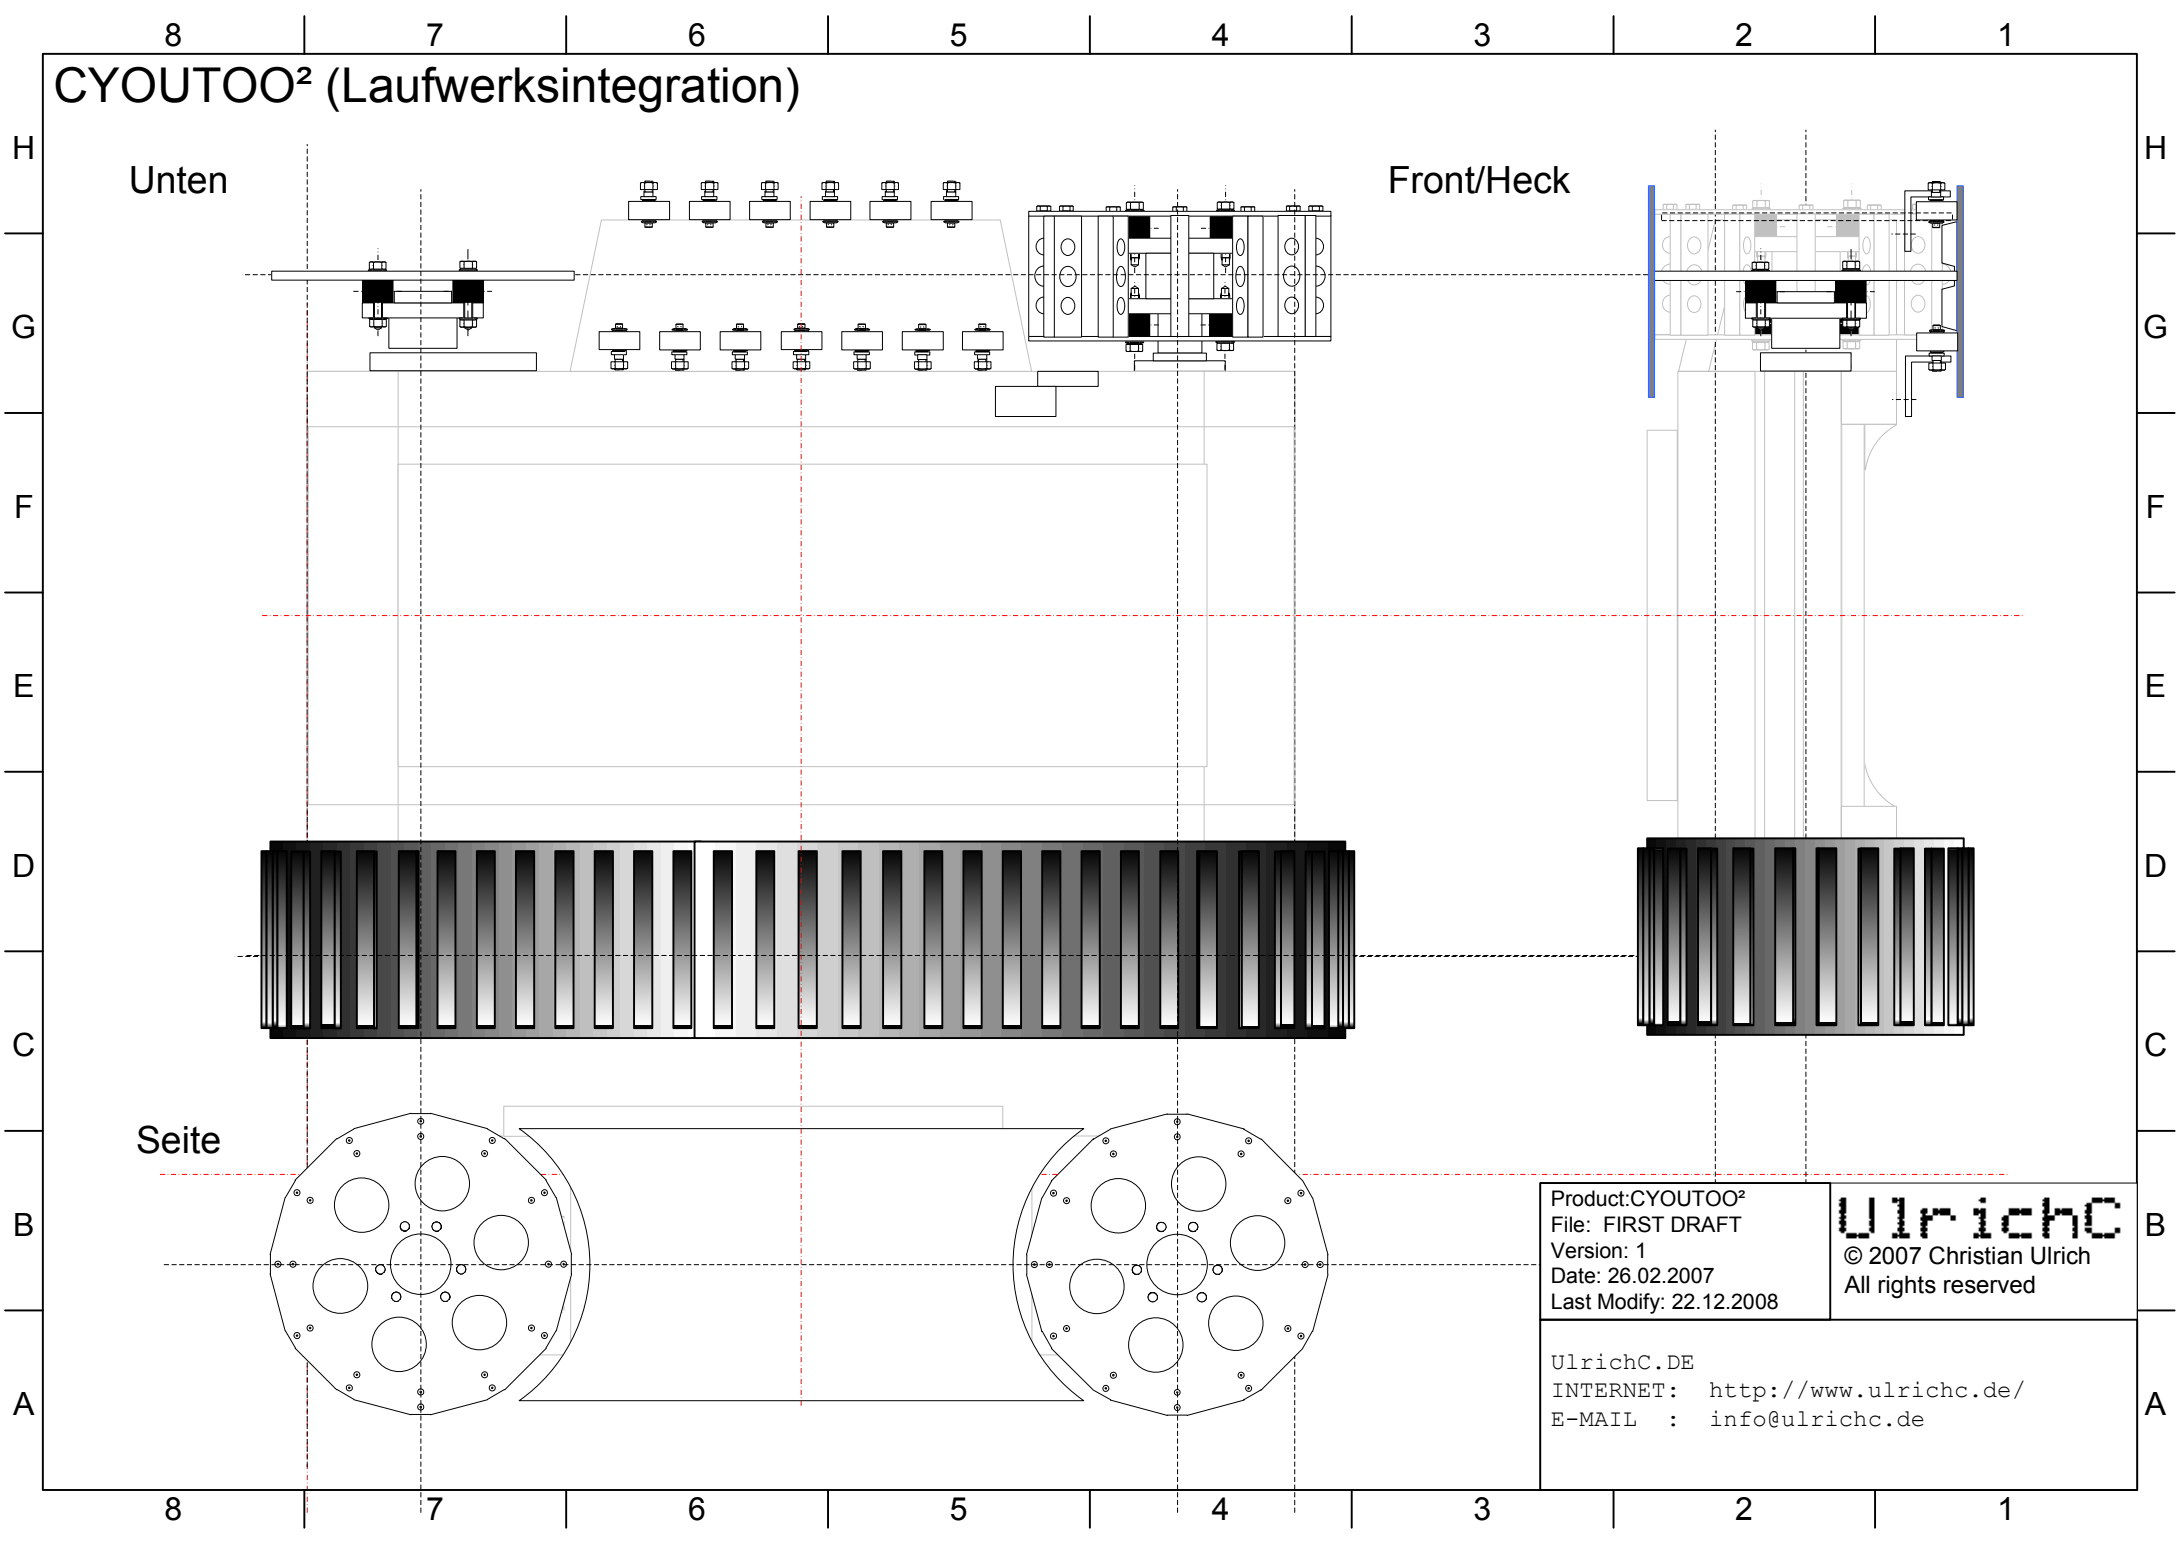 8 7 6 5 4 3 2 1
CYOUTOO² (Laufwerksintegration)
H H
Unten Front/Heck
G G
F F
E E
D D
C C
Seite
Product:CYOUTOO²
File: FIRST DRAFT
Version: 1
Date: 26.02.2007
Last Modify: 22.12.2008
UlrichC
© 2007 Christian Ulrich
All rights reserved
B B
UlrichC.DE
INTERNET: http://www.ulrichc.de/
E-MAIL : info@ulrichc.de
A A
8 7 6 5 4 3 2 1